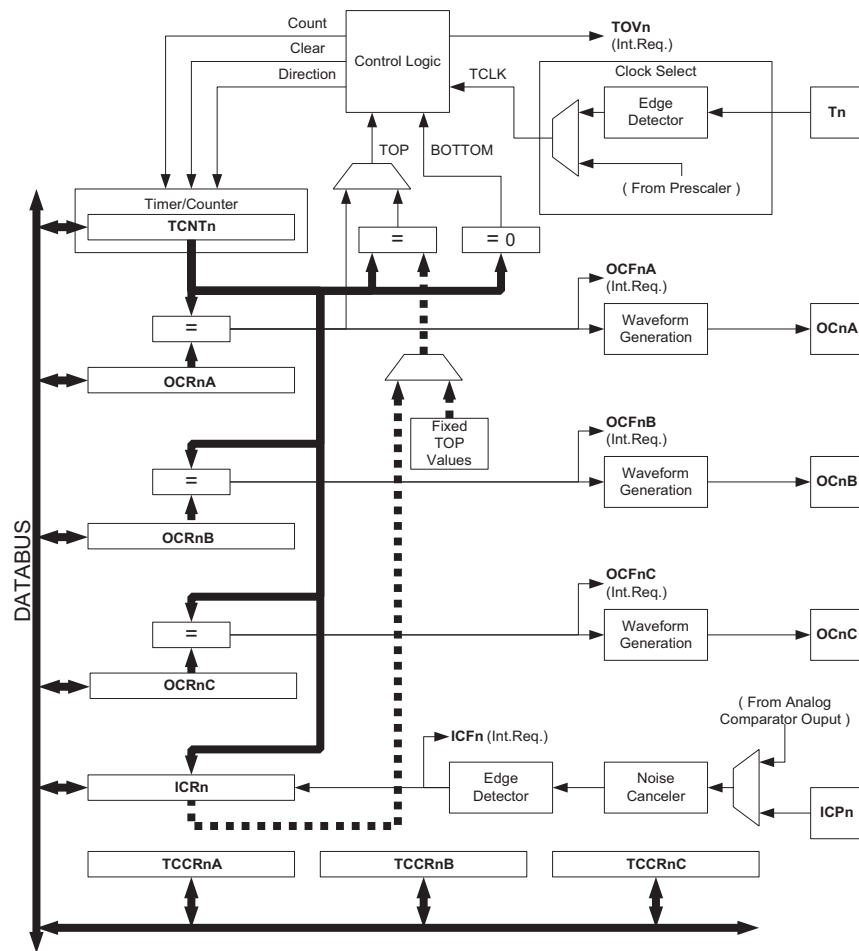 Count
Clear
Direction
Control Logic
TOVn
(Int.Req.)
TCLK
Clock Select
Edge
Detector
Tn
( From Prescaler )
TOP
BOTTOM
Timer/Counter
TCNTn
=
= 0
OCFnA
(Int.Req.)
=
Waveform
Generation
OCnA
OCRnA
Fixed
TOP
Values
OCFnB
(Int.Req.)
=
Waveform
Generation
OCnB
OCRnB
DATABUS
OCFnC
(Int.Req.)
=
Waveform
Generation
OCnC
OCRnC
( From Analog
Comparator Ouput )
ICFn (Int.Req.)
ICRn
Edge
Detector
Noise
Canceler
ICPn
TCCRnA
TCCRnB
TCCRnC